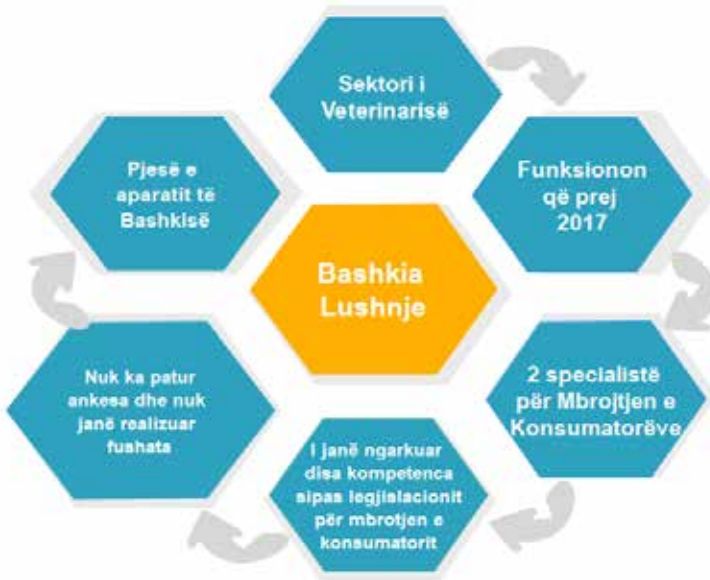 Sektori i
Veterinarisë
Funksionon
që prej
2017
2 specialistë
për Mbrojtjen e
Konsumatorëve
I janë ngarkuar
disa kompetenca
sipas legjislacionit
për mbrotjen e
konsumatorit
Nuk ka patur
ankesa dhe nuk
janë realizuar
fushata
Pjesë e
aparatit të
Bashkisë
Bashkia
Lushnje